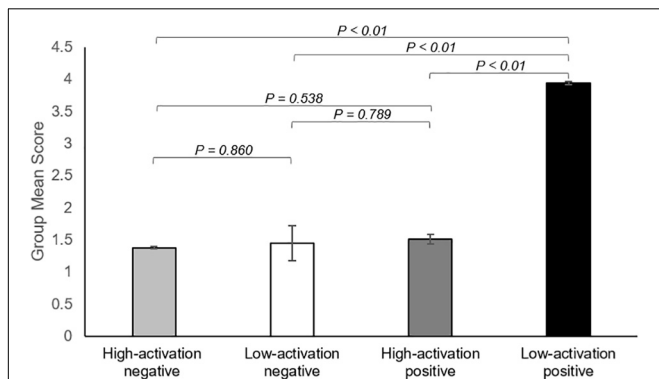 P < 0.01
P < 0.01
P < 0.01
P = 0.538
P = 0.789
P = 0.860
Group Mean Score
4.5
4
3.5
3
2.5
2
1.5
1
0.5
0
High-activation
negative
Low-activation
negative
High-activation
positive
Low-activation
positive